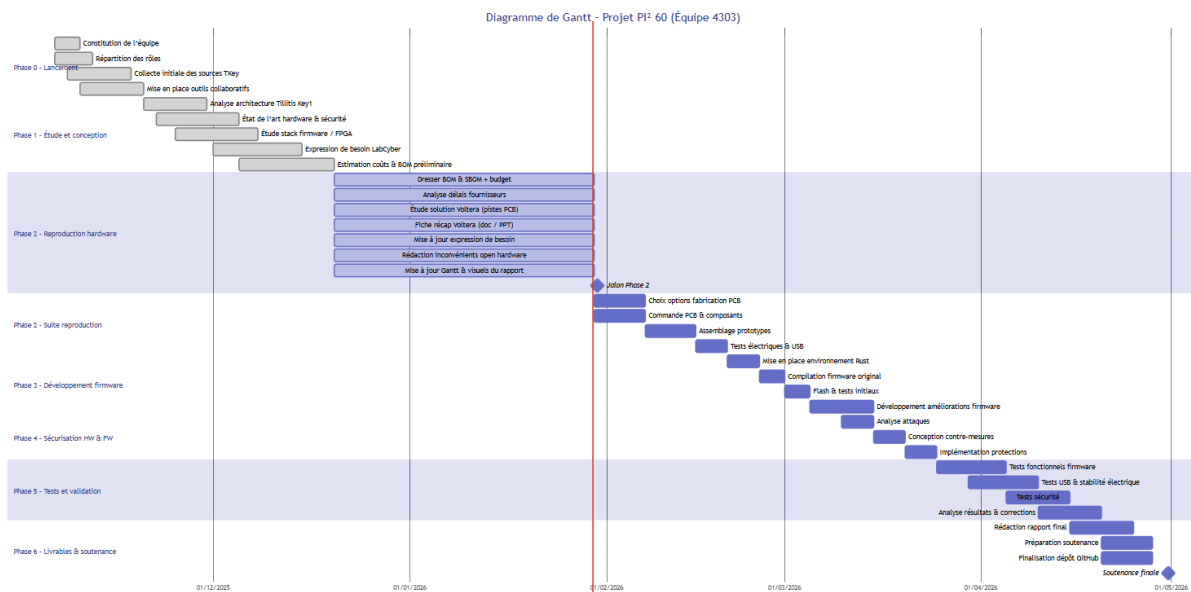 Diagramme de Gantt - Projet PI² 60 (Équipe 4303)
Phase 0 - Lancement
Constitution de l'équipe
Répartition des rôles
Collecte initiale des sources TKey
Mise en place outils collaboratifs
Phase 1 - Étude et conception
Analyse architecture Tillitis Key1
État de l'art hardware & sécurité
Étude stack firmware / FPGA
Expression de besoin LabCyber
Estimation coûts & BOM préliminaire
Phase 2 - Reproduction hardware
Dresser BOM & SBOM + budget
Analyse délais fournisseurs
Étude solution Voltera (pistes PCB)
Fiche récap Voltera (doc / PPT)
Mise à jour expression de besoin
Rédaction inconvénients open hardware
Mise à jour Gantt & visuels du rapport
Jalon Phase 2
Phase 2 - Suite reproduction
Choix options fabrication PCB
Commande PCB & composants
Assemblage prototypes
Tests électriques & USB
Phase 3 - Développement firmware
Mise en place environnement Rust
Compilation firmware original
Flash & tests initiaux
Développement améliorations firmware
Phase 4 - Sécurisation HW & FW
Analyse attaques
Conception contre-mesures
Implémentation protections
Phase 5 - Tests et validation
Tests fonctionnels firmware
Tests USB & stabilité électrique
Tests sécurité
Analyse résultats & corrections
Phase 6 - Livrables & soutenance
Rédaction rapport final
Préparation soutenance
Finalisation dépôt GitHub
Soutenance finale
01/12/2025
01/01/2026
01/02/2026
01/03/2026
01/04/2026
01/05/2026